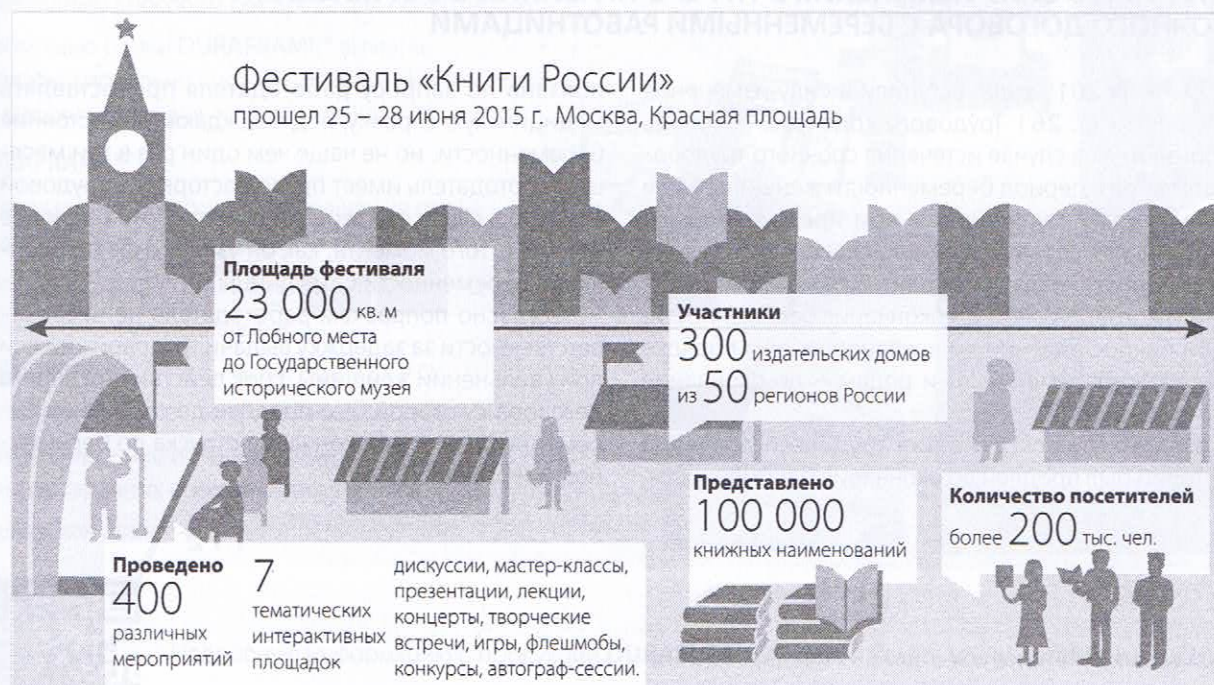 Фестиваль «Книги России»
прошел 25 – 28 июня 2015 г. Москва, Красная площадь
Площадь фестиваля
23 000 кв. м
от Лобного места
до Государственного
исторического музея
Участники
300 издательских домов
из 50 регионов России
Представлено
100 000
книжных наименований
Количество посетителей
более 200 тыс. чел.
Проведено
400
различных
мероприятий
7
тематических
интерактивных
площадок
дискуссии, мастер-классы,
презентации, лекции,
концерты, творческие
встречи, игры, флешмобы,
конкурсы, автограф-сессии.